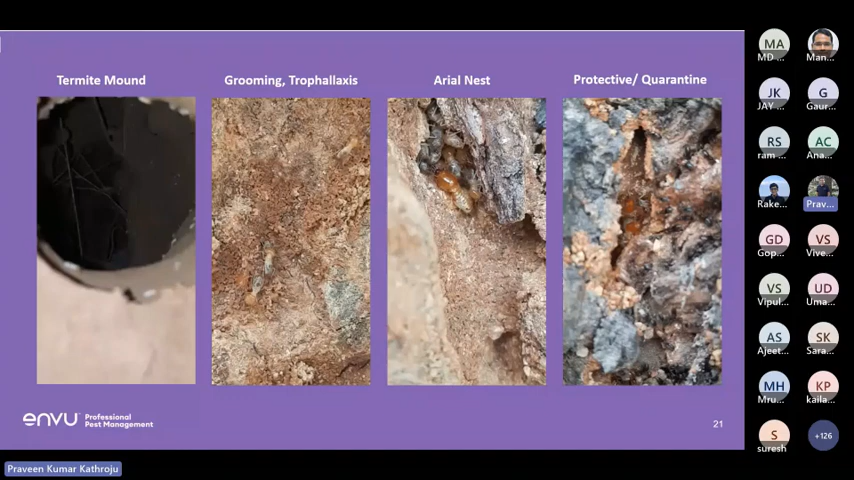 Termite Mound
Grooming, Trophallaxis
Arial Nest
Protective/ Quarantine
envu Professional
Pest Management
21
MA
MD ...
Man...
JK
JAY ...
G
Gaur...
RS
ram ...
AC
Ana...
Rake...
Prav...
GD
Gop...
VS
Vive...
VS
Vipul...
UD
Uma...
AS
Ajeet...
SK
Sara...
MH
Mru...
KP
kaila...
S
suresh
+126
Praveen Kumar Kathroju